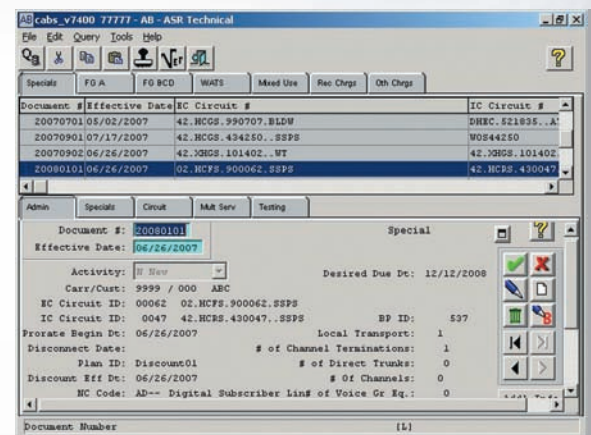 AB cabs_v7400 77777 - AB - ASR Technical
File Edit Query Tools Help
Specials FG A FG BCD WATS Mixed Use Rec Chrgs Oth Chrgs
Document # Effective Date EC Circuit # IC Circuit #
20070701 05/02/2007 42.HCGS.990707.BLDW DHEC.521835..A
20070901 07/17/2007 42.HCGS.434250..SSPS WOS44250
20070902 06/26/2007 42.XHGS.101402..WT 42.XHGS.101402
20080101 06/26/2007 02.HCFS.900062.SSPS 42.HCRS.430047
Admin Specials Circuit Mult Serv Testing
Document #: 20080101 Special
Effective Date: 06/26/2007
Activity: N New Desired Due Dt: 12/12/2008
Carr/Cust: 9999 / 000 ABC
EC Circuit ID: 00062 02.HCFS.900062.SSPS
IC Circuit ID: 0047 42.HCRS.430047..SSPS BP ID: 537
Prorate Begin Dt: 06/26/2007 Local Transport: 1
Disconnect Date: # of Channel Terminations: 1
Plan ID: Discount01 # of Direct Trunks: 0
Discount Eff Dt: 06/26/2007 # Of Channels: 0
NC Code: AD-- Digital Subscriber Lin# of Voice Gr Eq.: 0
Document Number [L]